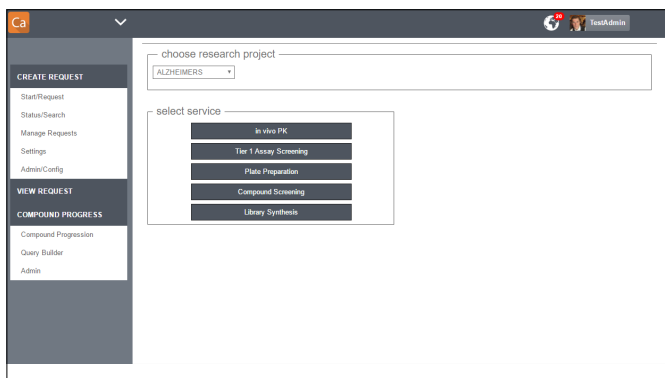 Ca
20
TestAdmin
choose research project
ALZHEIMERS
CREATE REQUEST
Start/Request
Status/Search
Manage Requests
Settings
Admin/Config
VIEW REQUEST
COMPOUND PROGRESS
Compound Progression
Query Builder
Admin
select service
in vivo PK
Tier 1 Assay Screening
Plate Preparation
Compound Screening
Library Synthesis